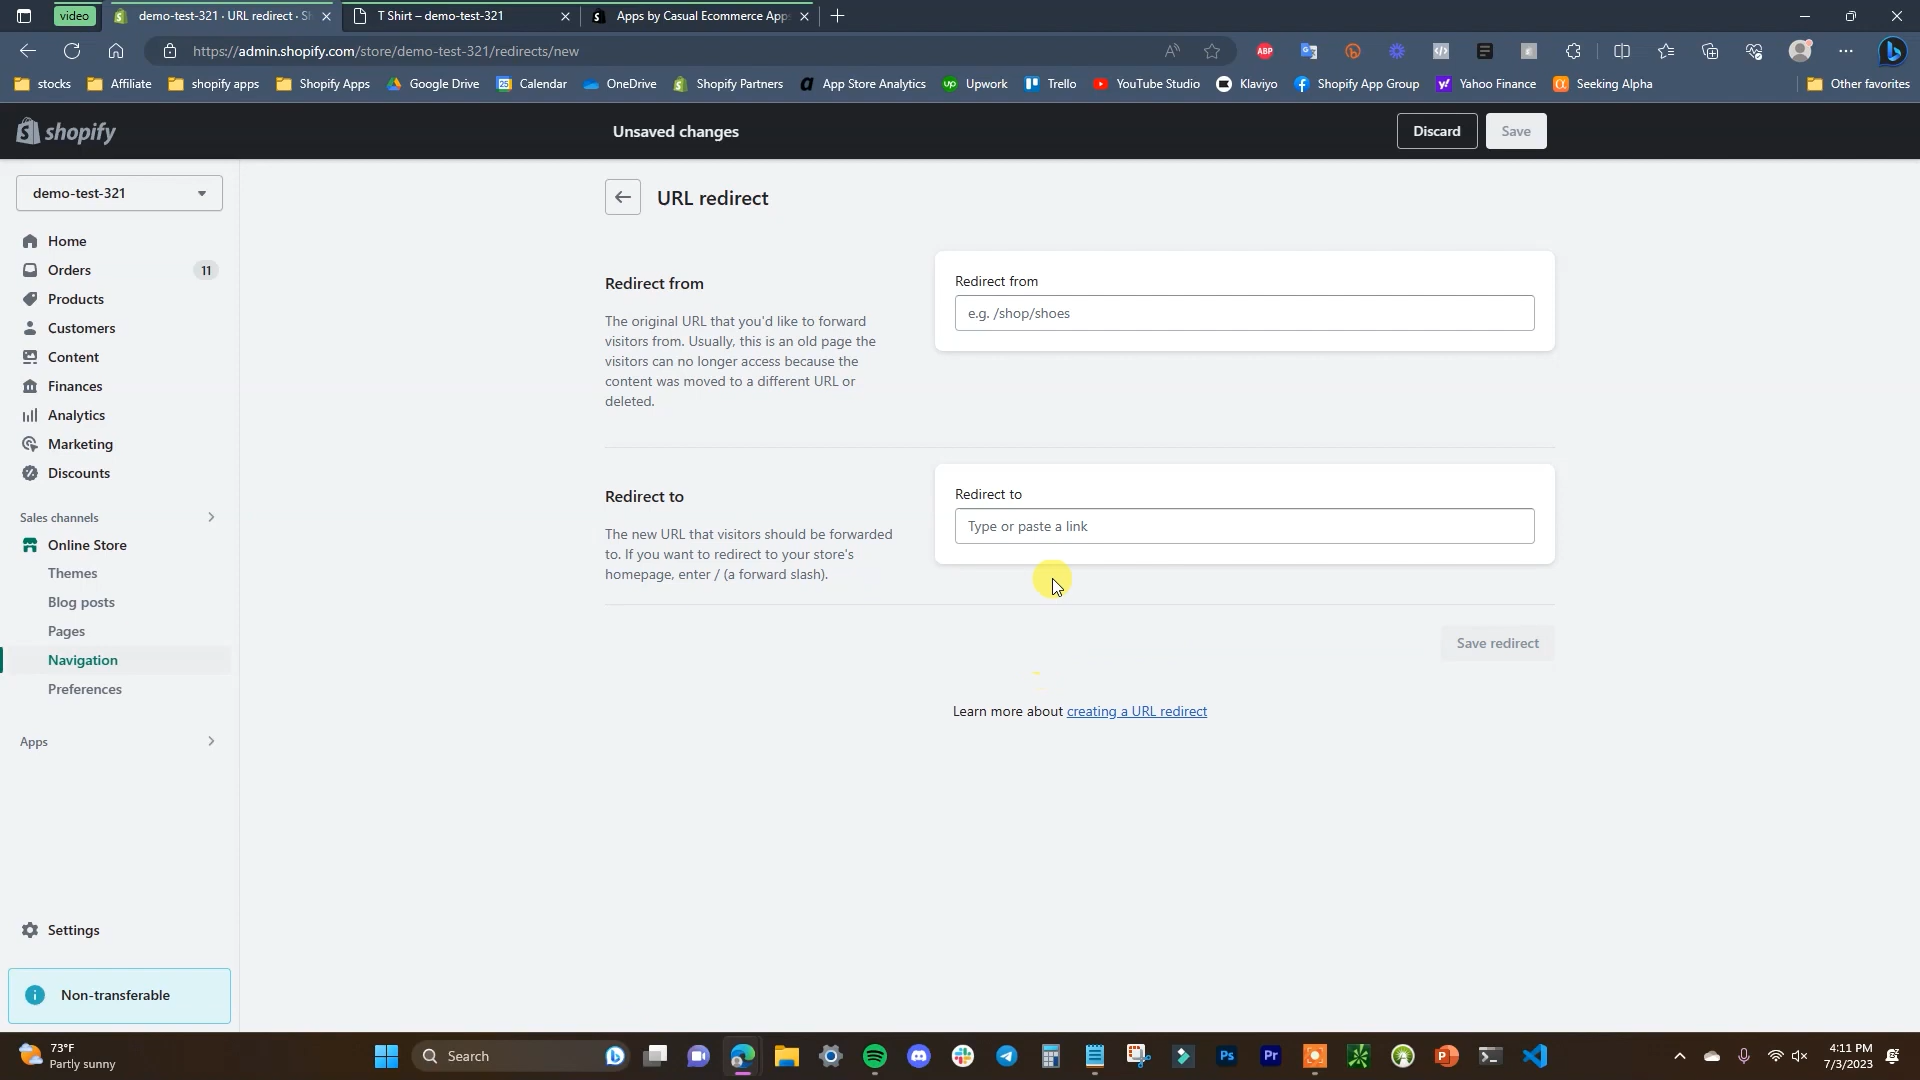 video
demo-test-321 · URL redirect · S
T Shirt – demo-test-321
Apps by Casual Ecommerce Apps
https://admin.shopify.com/store/demo-test-321/redirects/new
ABP
stocks
Affiliate
shopify apps
Shopify Apps
Google Drive
Calendar
OneDrive
Shopify Partners
App Store Analytics
Upwork
Trello
YouTube Studio
Klaviyo
Shopify App Group
Yahoo Finance
Seeking Alpha
Other favorites
shopify
Unsaved changes
Discard
Save
demo-test-321
Home
Orders
11
Products
Customers
Content
Finances
Analytics
Marketing
Discounts
Sales channels
Online Store
Themes
Blog posts
Pages
Navigation
Preferences
Apps
Settings
Non-transferable
URL redirect
Redirect from
The original URL that you'd like to forward
visitors from. Usually, this is an old page the
visitors can no longer access because the
content was moved to a different URL or
deleted.
Redirect from
e.g. /shop/shoes
Redirect to
The new URL that visitors should be forwarded
to. If you want to redirect to your store's
homepage, enter / (a forward slash).
Redirect to
Type or paste a link
Save redirect
Learn more about creating a URL redirect
73°F
Partly sunny
Search
Ps
Pr
4:11 PM
7/3/2023